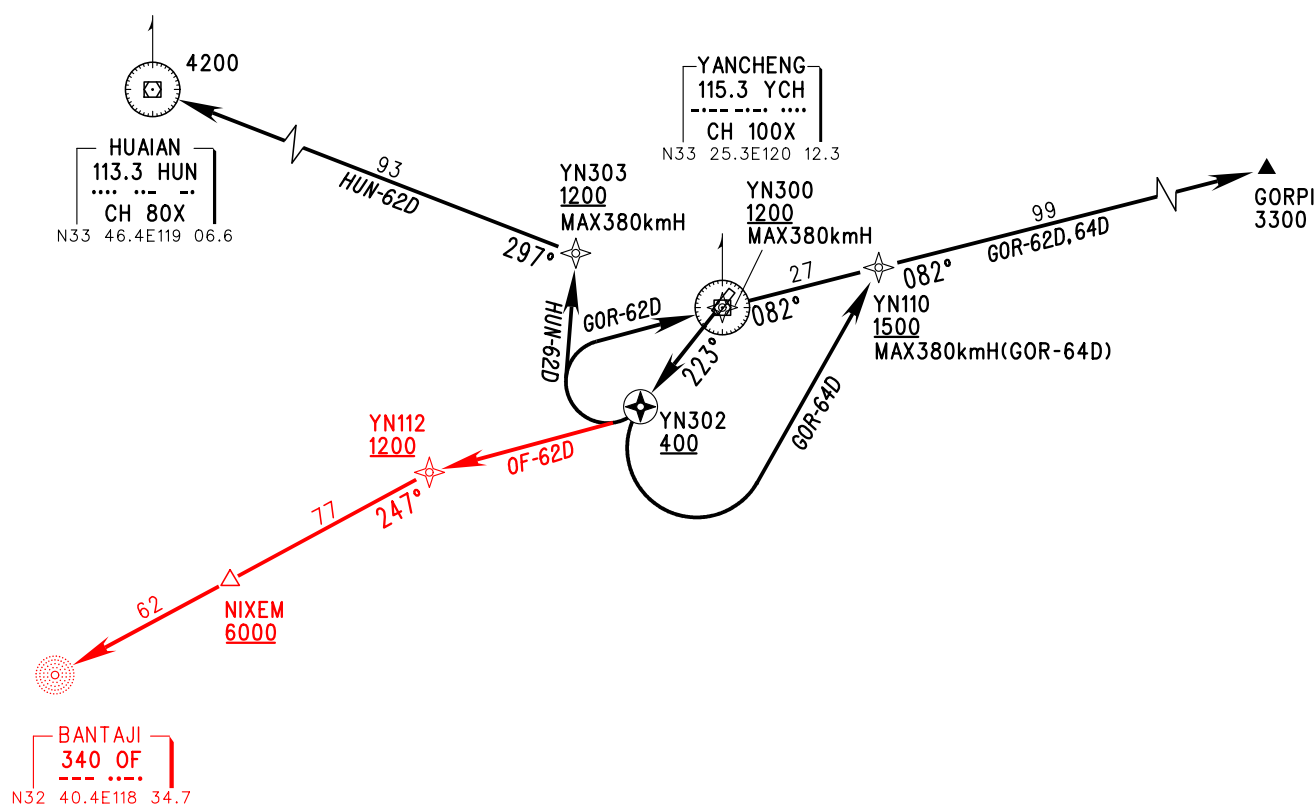 4200
HUAIAN
113.3 HUN
CH 80X
N33 46.4E119 06.6
93
HUN-62D
YANCHENG
115.3 YCH
CH 100X
N33 25.3E120 12.3
YN303
1200
MAX380kmH
297°
YN300
1200
MAX380kmH
GORPI
3300
99
GOR-62D,64D
27
082°
082°
YN110
1500
MAX380kmH(GOR-64D)
HUN-62D
GOR-62D
223°
GOR-64D
YN302
400
YN112
1200
OF-62D
247°
77
NIXEM
6000
62
BANTAJI
340 OF
N32 40.4E118 34.7